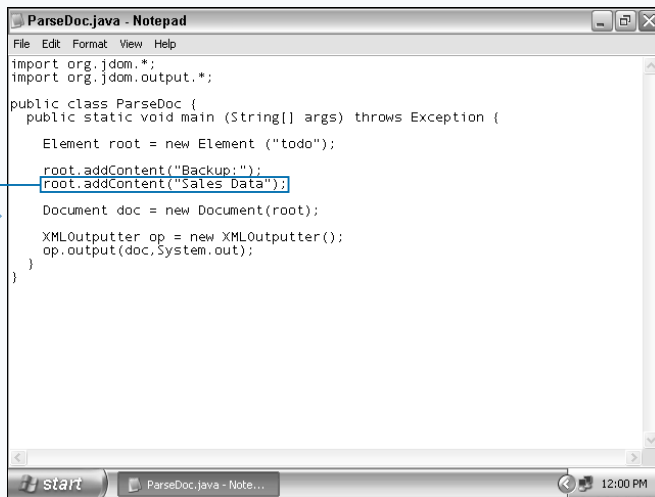 ParseDoc.java - Notepad
File Edit Format View Help
import org.jdom.*;
import org.jdom.output.*;
public class ParseDoc {
public static void main (String[] args) throws Exception {
Element root = new Element ("todo");
root.addContent("Backup:");
root.addContent("Sales Data");
Document doc = new Document(root);
XMLOutputter op = new XMLOutputter();
op.output(doc,System.out);
}
}
start ParseDoc.java - Note... 12:00 PM